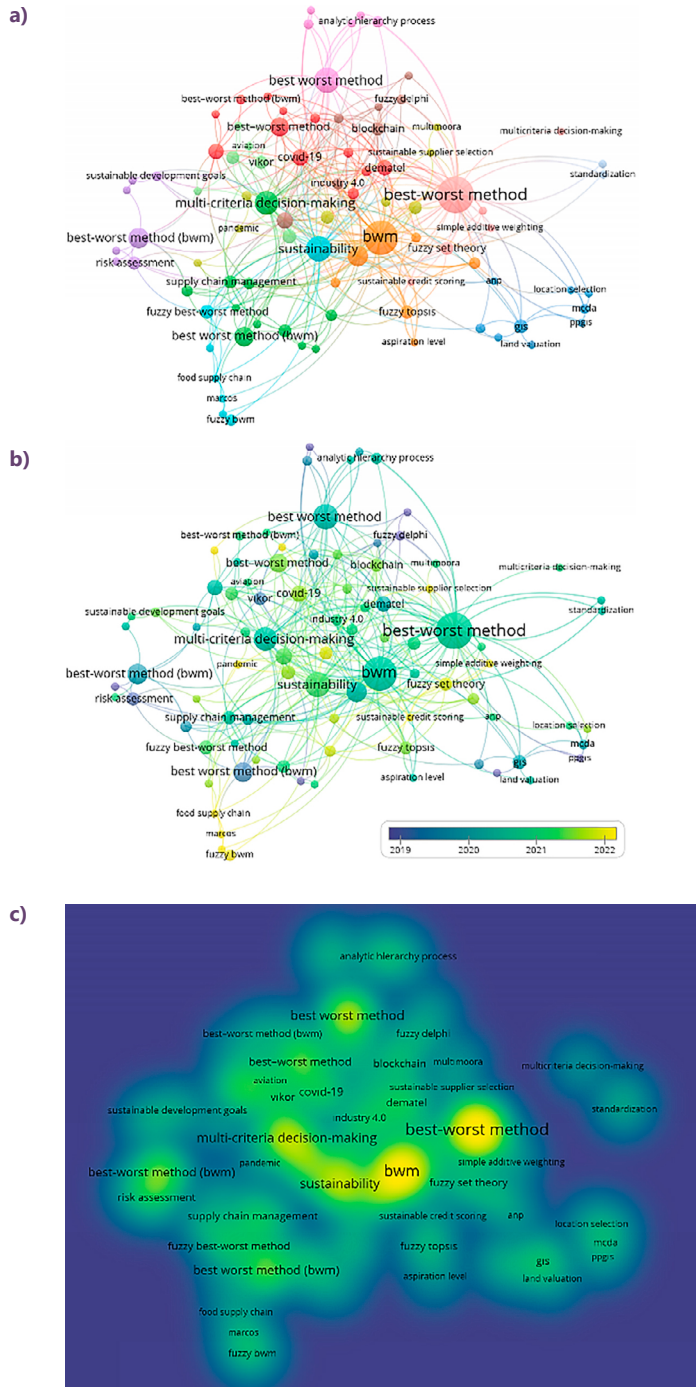 a)
analytic hierarchy process
best worst method
best–worst method (bwm)
fuzzy delphi
best–worst method
blockchain
multimoora
multicriteria decision-making
aviation
vikor
covid-19
sustainable supplier selection
dematel
standardization
sustainable development goals
industry 4.0
best-worst method
multi-criteria decision-making
pandemic
simple additive weighting
best-worst method (bwm)
bwm
sustainability
fuzzy set theory
risk assessment
supply chain management
sustainable credit scoring
anp
location selection
fuzzy best-worst method
fuzzy topsis
mcda
ppgis
gis
best worst method (bwm)
aspiration level
land valuation
food supply chain
marcos
fuzzy bwm
b)
analytic hierarchy process
best worst method
best–worst method (bwm)
fuzzy delphi
best–worst method
blockchain
multimoora
multicriteria decision-making
aviation
vikor
covid-19
sustainable supplier selection
dematel
standardization
sustainable development goals
industry 4.0
best-worst method
multi-criteria decision-making
pandemic
simple additive weighting
best-worst method (bwm)
bwm
sustainability
fuzzy set theory
risk assessment
supply chain management
sustainable credit scoring
anp
location selection
fuzzy best-worst method
fuzzy topsis
mcda
ppgis
gis
best worst method (bwm)
aspiration level
land valuation
food supply chain
marcos
fuzzy bwm
2019 2020 2021 2022
c)
analytic hierarchy process
best worst method
best–worst method (bwm)
fuzzy delphi
best–worst method
blockchain
multimoora
multicriteria decision-making
aviation
vikor
covid-19
sustainable supplier selection
dematel
standardization
sustainable development goals
industry 4.0
best-worst method
multi-criteria decision-making
pandemic
simple additive weighting
best-worst method (bwm)
bwm
sustainability
fuzzy set theory
risk assessment
supply chain management
sustainable credit scoring
anp
location selection
fuzzy best-worst method
fuzzy topsis
mcda
ppgis
gis
best worst method (bwm)
aspiration level
land valuation
food supply chain
marcos
fuzzy bwm